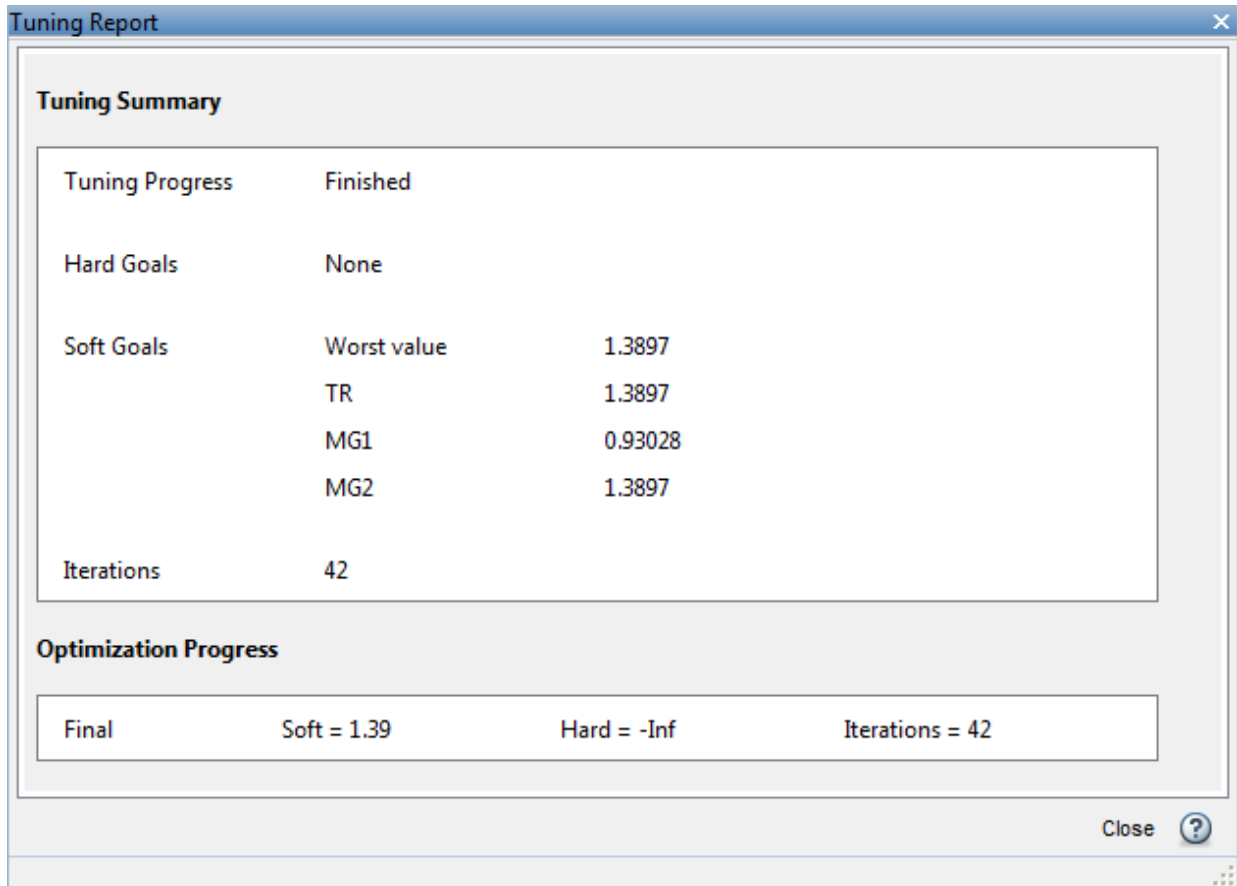 Tuning Report
Tuning Summary
Tuning Progress Finished
Hard Goals None
Soft Goals Worst value 1.3897
TR 1.3897
MG1 0.93028
MG2 1.3897
Iterations 42
Optimization Progress
Final Soft = 1.39 Hard = -Inf Iterations = 42
Close ?